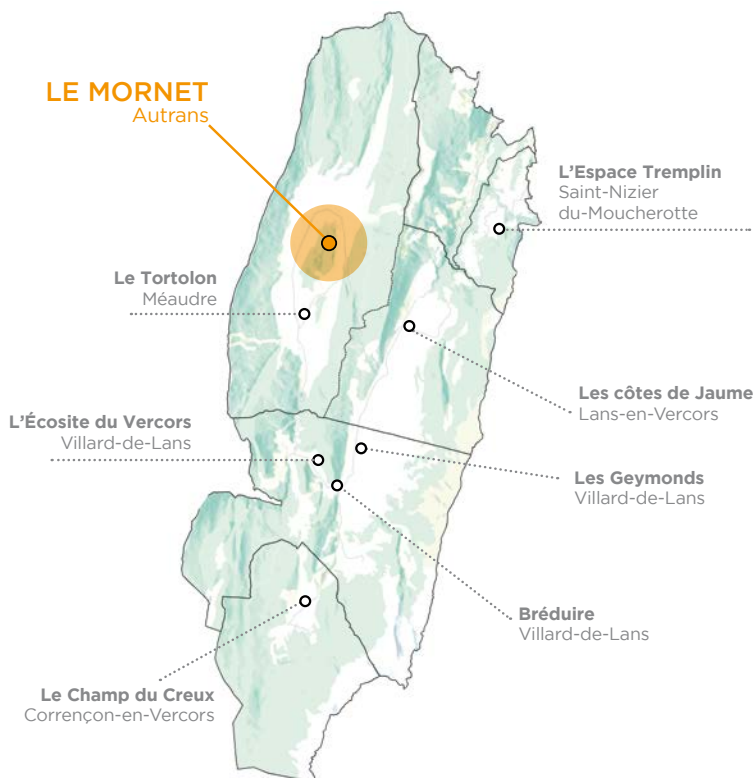 LE MORNET
Autrans
L'Espace Tremplin
Saint-Nizier
du-Moucherotte
Le Tortolon
Méaudre
Les côtes de Jaume
Lans-en-Vercors
L'Écosite du Vercors
Villard-de-Lans
Les Geymonds
Villard-de-Lans
Bréduire
Villard-de-Lans
Le Champ du Creux
Corrençon-en-Vercors